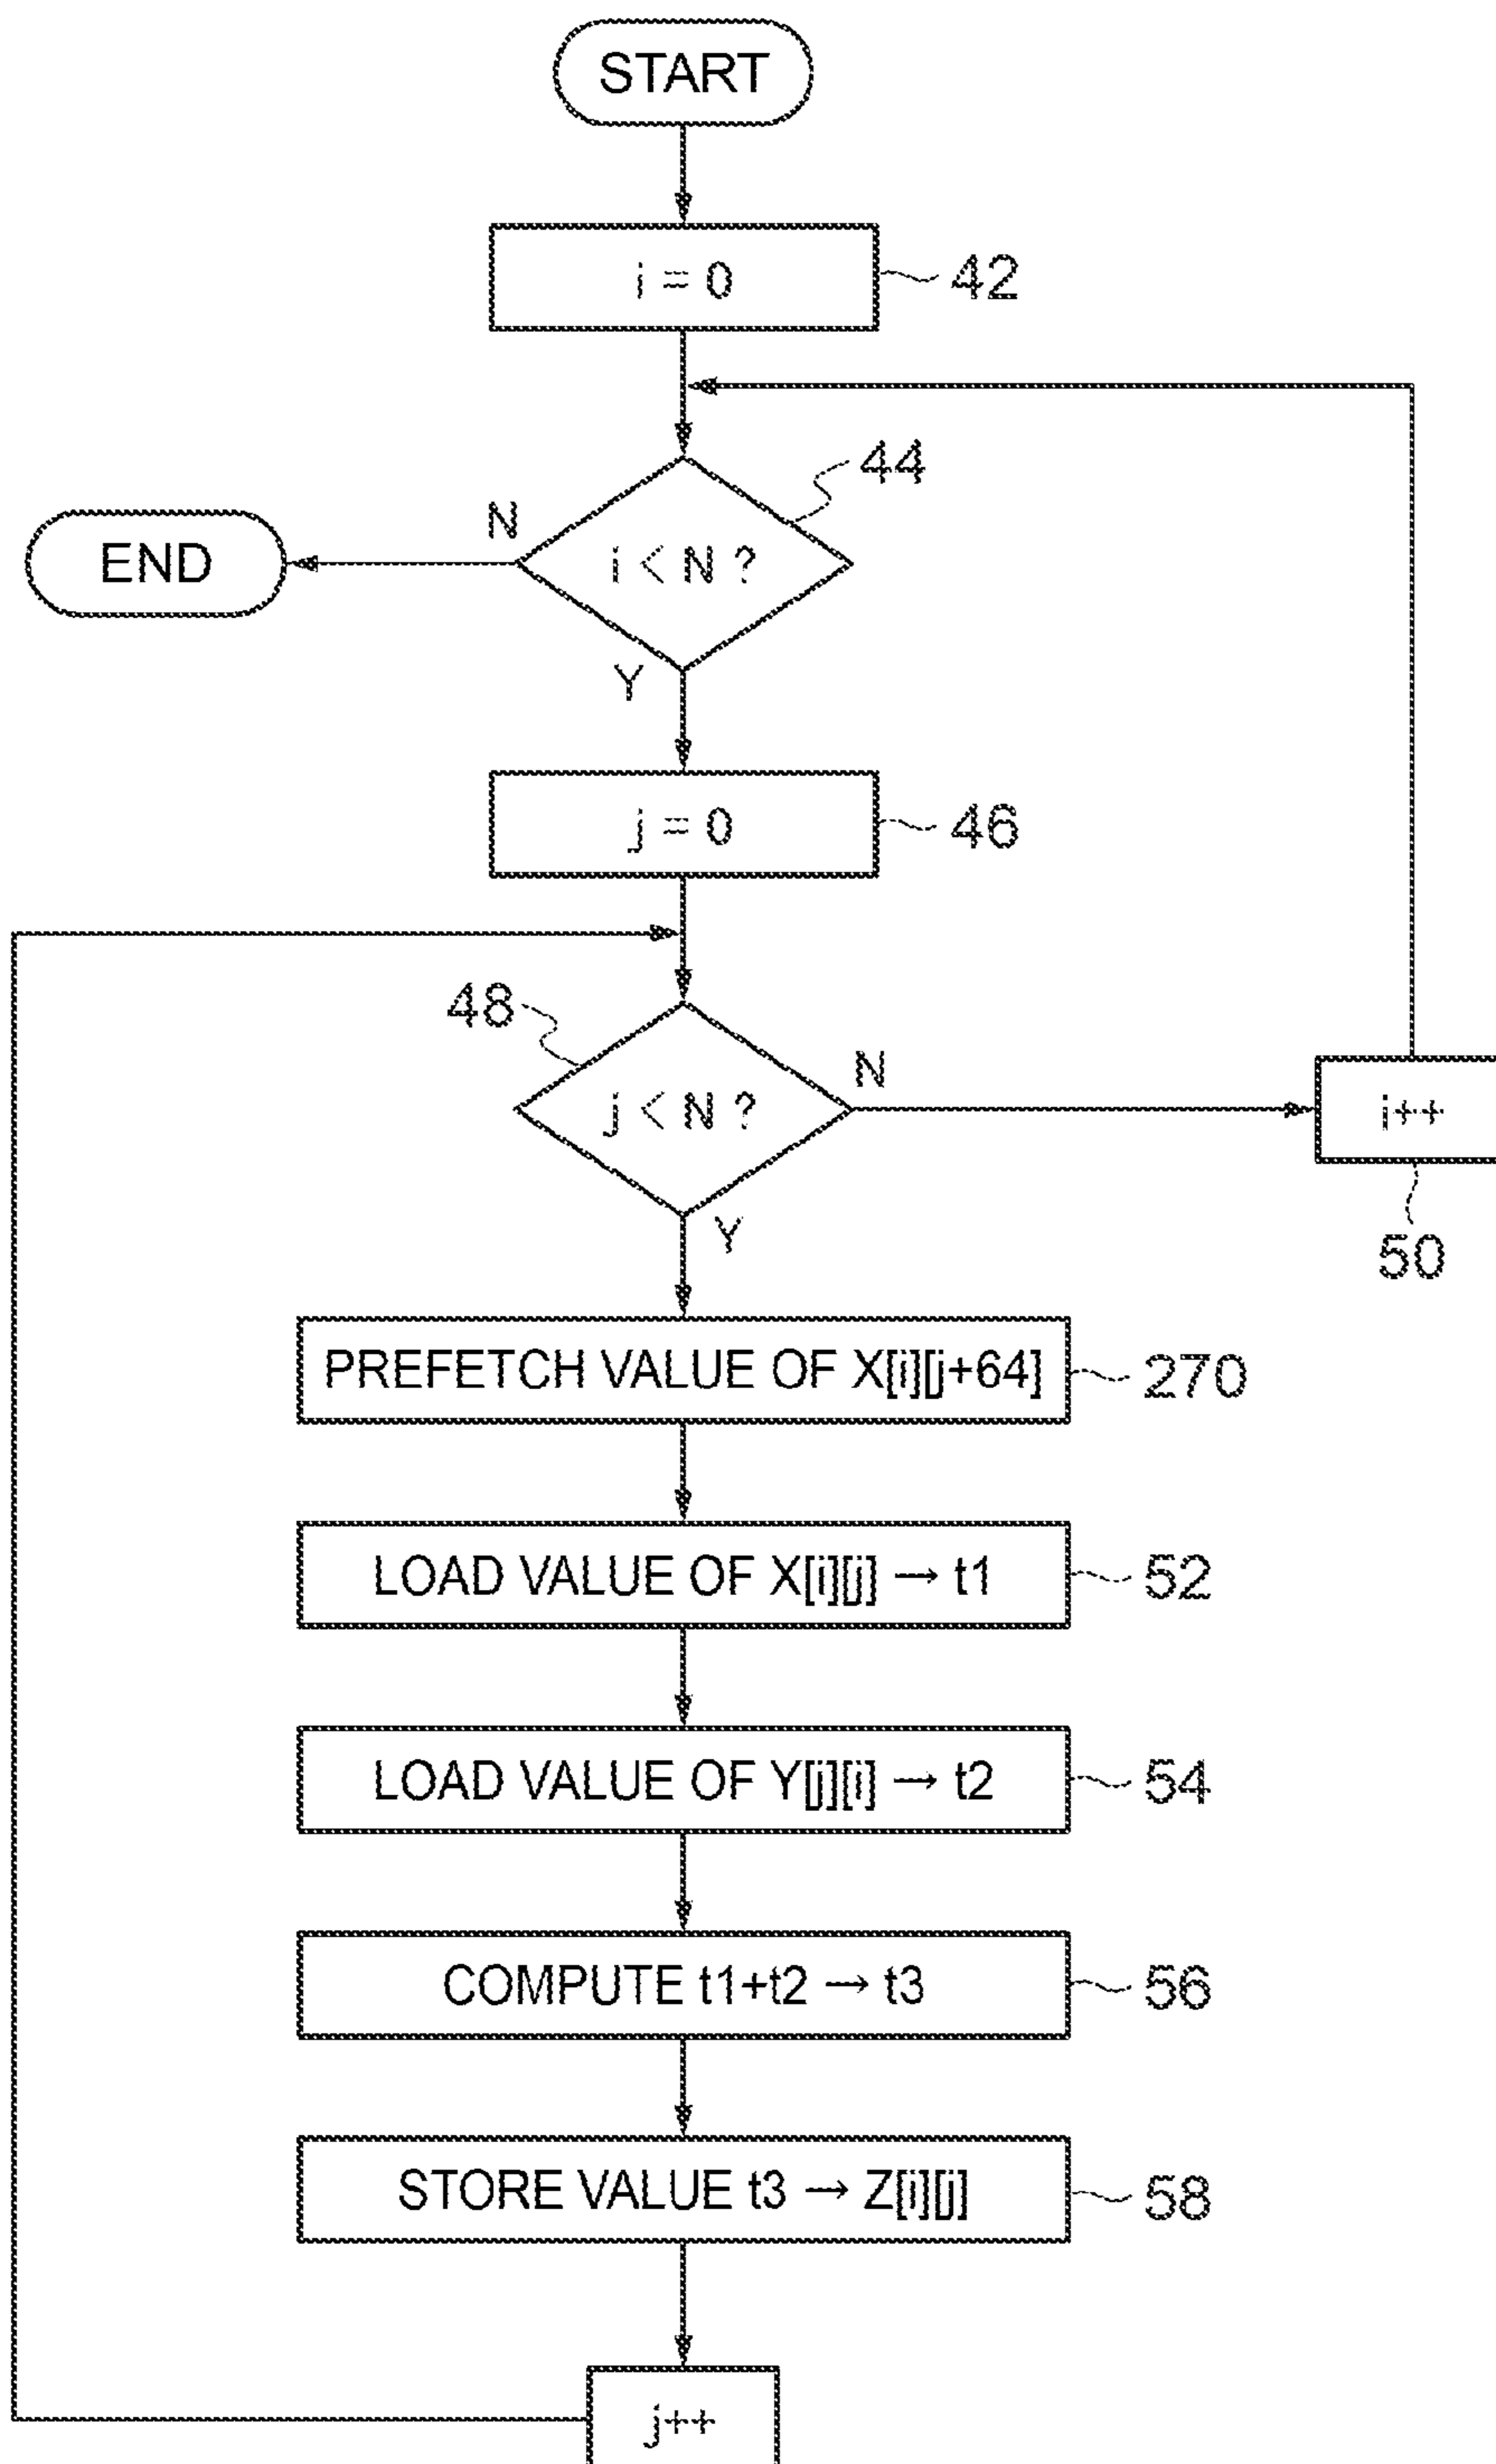 START
i = 0
42
44
N
i < N ?
END
Y
j = 0
46
48
N
j < N ?
i++
Y
50
PREFETCH VALUE OF X[i][j+64]
270
LOAD VALUE OF X[i][j] → t1
52
LOAD VALUE OF Y[j][i] → t2
54
COMPUTE t1+t2 → t3
56
STORE VALUE t3 → Z[i][j]
58
j++